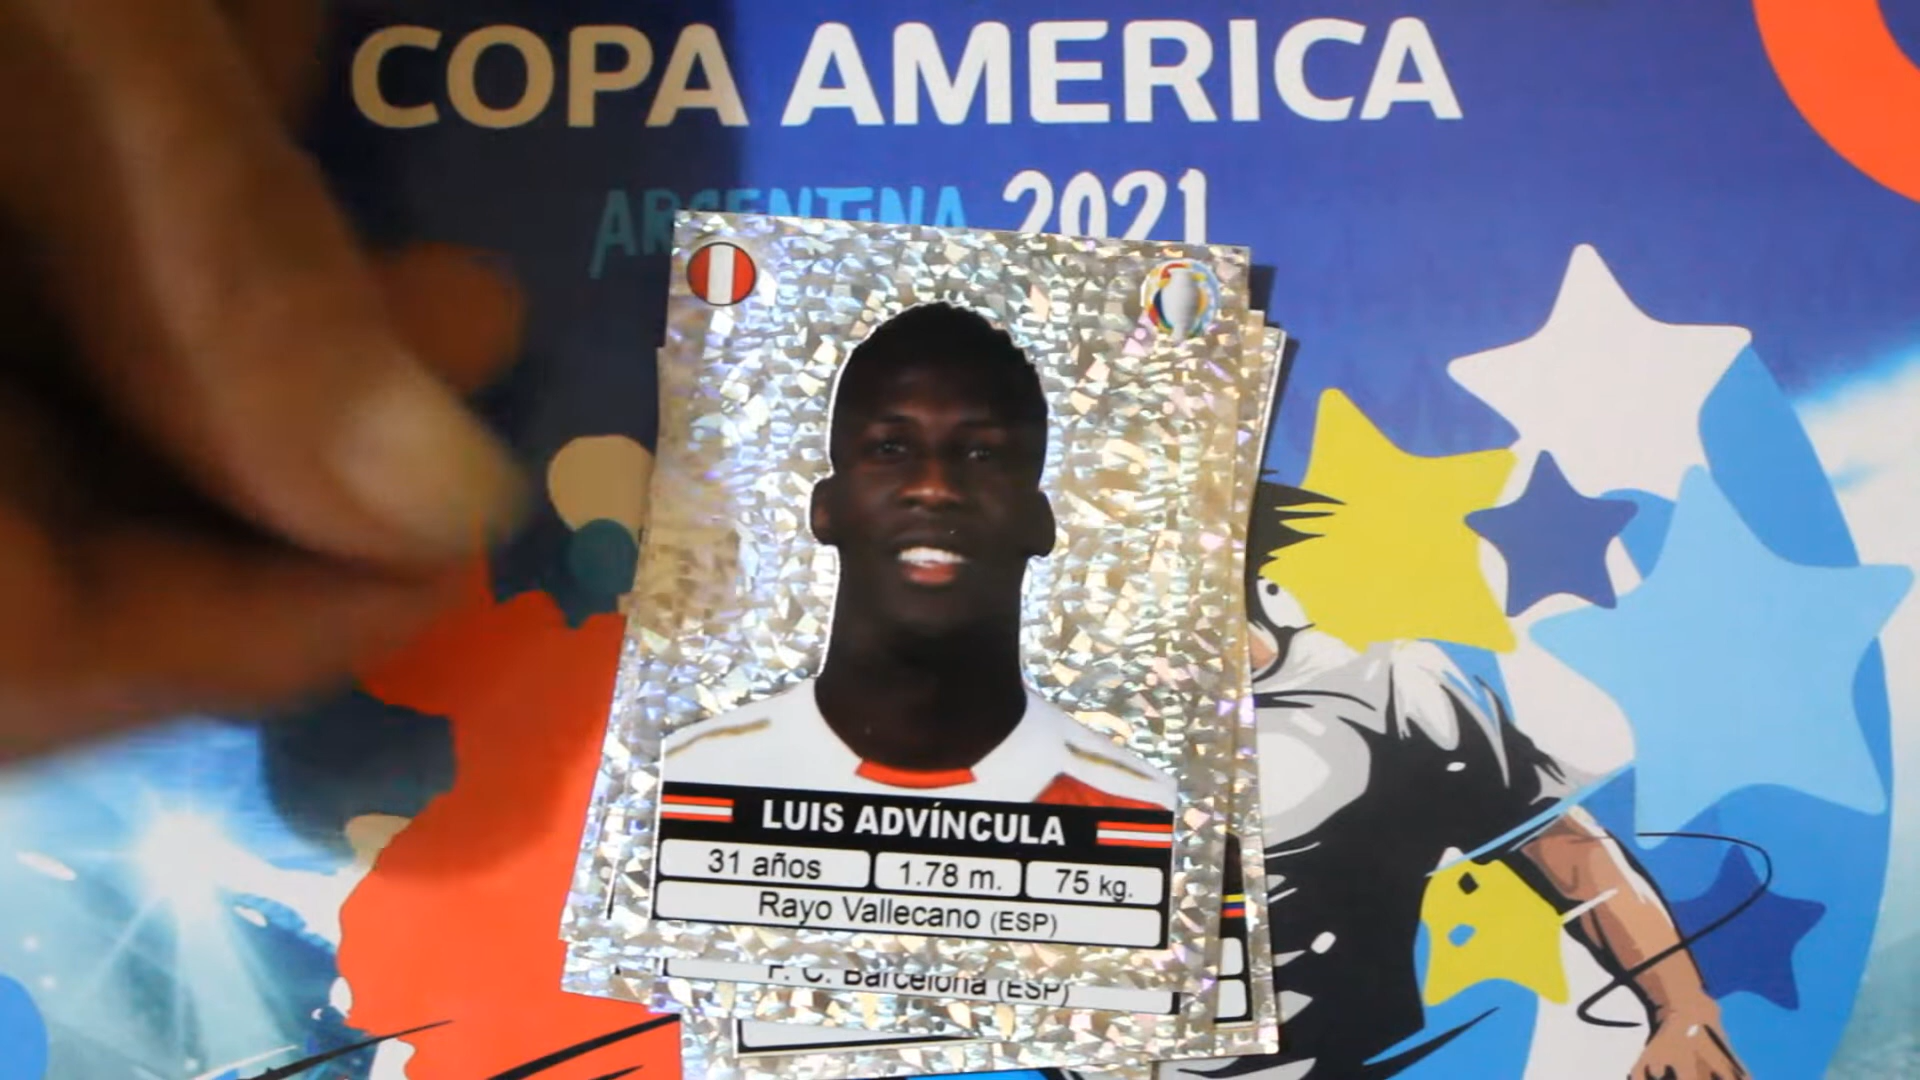 COPA AMERICA
ARGENTINA 2021
LUIS ADVÍNCULA
31 años
1.78 m.
75 kg.
Rayo Vallecano (ESP)
F. C. Barcelona (ESP)